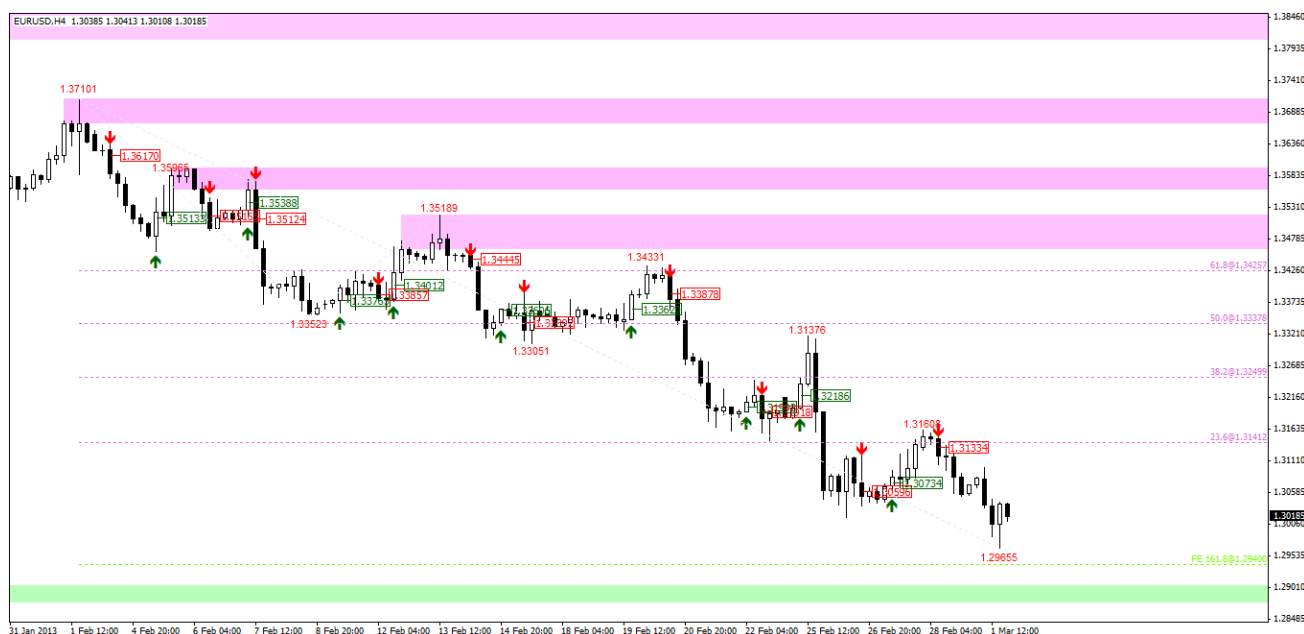 EURUSD,H4 1.30385 1.30413 1.30108 1.30185
1.38460
1.37935
1.37410
1.37101
1.36885
1.36360
1.36170
1.35965
1.35835
1.35388
1.35310
1.35133
1.35124
1.35189
1.34785
1.34445
1.34331
61.8@1.34257
1.34260
1.34012
1.33878
1.33857
1.33735
1.33523
50.0@1.33378
1.33210
1.33051
1.31376
1.32685
38.2@1.32499
1.32186
1.32160
1.31608
1.31635
23.6@1.31412
1.31334
1.31110
1.30734
1.30596
1.30585
1.30185
1.30060
1.29655
1.29535
FE 161.8@1.29400
1.29010
1.28485
31 Jan 2013
1 Feb 12:00
4 Feb 20:00
6 Feb 04:00
7 Feb 12:00
8 Feb 20:00
12 Feb 04:00
13 Feb 12:00
14 Feb 20:00
18 Feb 04:00
19 Feb 12:00
20 Feb 20:00
22 Feb 04:00
25 Feb 12:00
26 Feb 20:00
28 Feb 04:00
1 Mar 12:00